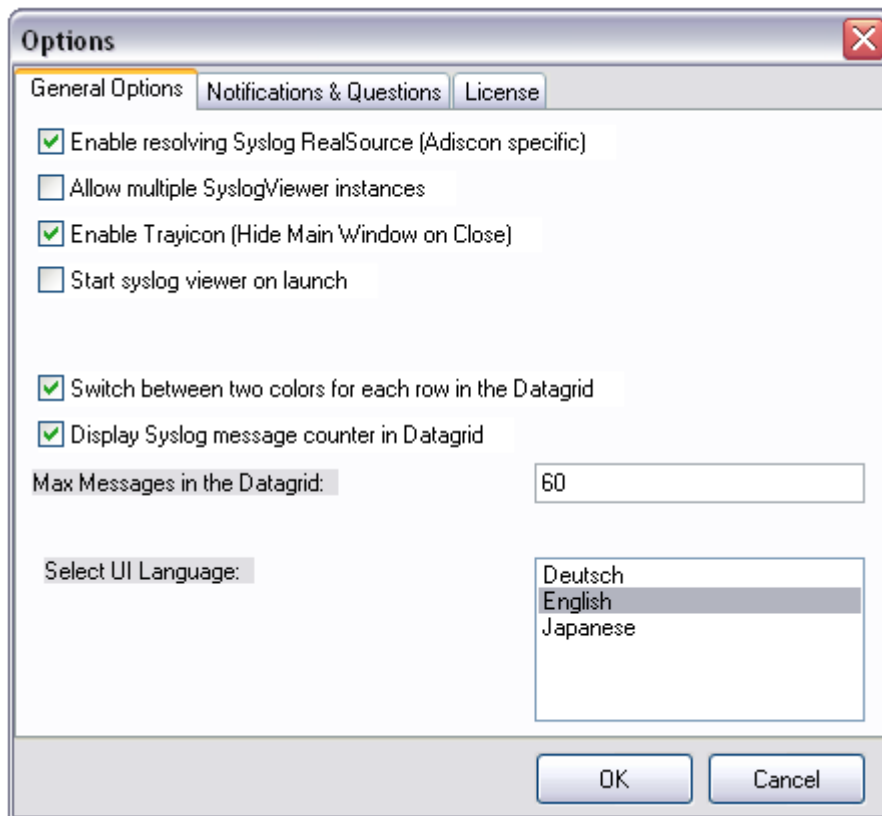 Options
General Options Notifications & Questions License
Enable resolving Syslog RealSource (Adiscon specific)
Allow multiple SyslogViewer instances
Enable Trayicon (Hide Main Window on Close)
Start syslog viewer on launch
Switch between two colors for each row in the Datagrid
Display Syslog message counter in Datagrid
Max Messages in the Datagrid: 60
Select UI Language:
Deutsch
English
Japanese
OK Cancel